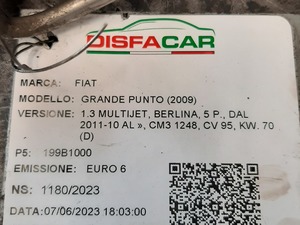 DISFACAR
MARCA: FIAT
MODELLO: GRANDE PUNTO (2009)
VERSIONE: 1.3 MULTIJET, BERLINA, 5 P., DAL
2011-10 AL », CM3 1248, CV 95, KW. 70
(D)
P5: 199B1000
EMISSIONE: EURO 6
NS: 1180/2023
DATA:07/06/2023 18:03:00